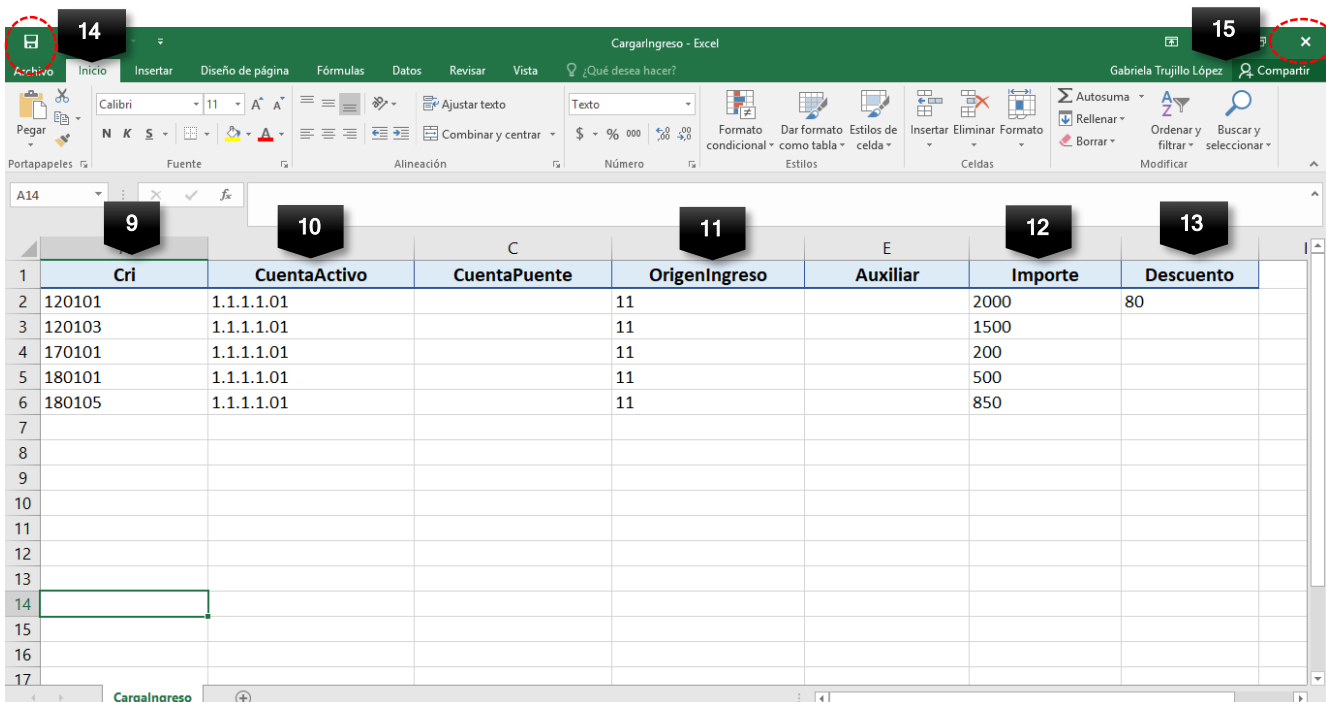 14
15
CargarIngreso - Excel
Archivo Inicio Insertar Diseño de página Fórmulas Datos Revisar Vista ¿Qué desea hacer? Gabriela Trujillo López Compartir
Pegar
Calibri 11
N K S
A A
A
Ajustar texto
Combinar y centrar
Texto
$ % 000
Formato condicional
Dar formato como tabla
Estilos de celda
Insertar Eliminar Formato
Autosuma
Rellenar
Borrar
Ordenar y filtrar
Buscar y seleccionar
Portapapeles Fuente Alineación Número Estilos Celdas Modificar
A14 fx
9 10 11 12 13
C E
1 Cri CuentaActivo CuentaPuente OrigenIngreso Auxiliar Importe Descuento
2 120101 1.1.1.1.01 11 2000 80
3 120103 1.1.1.1.01 11 1500
4 170101 1.1.1.1.01 11 200
5 180101 1.1.1.1.01 11 500
6 180105 1.1.1.1.01 11 850
7
8
9
10
11
12
13
14
15
16
17
CargaIngreso